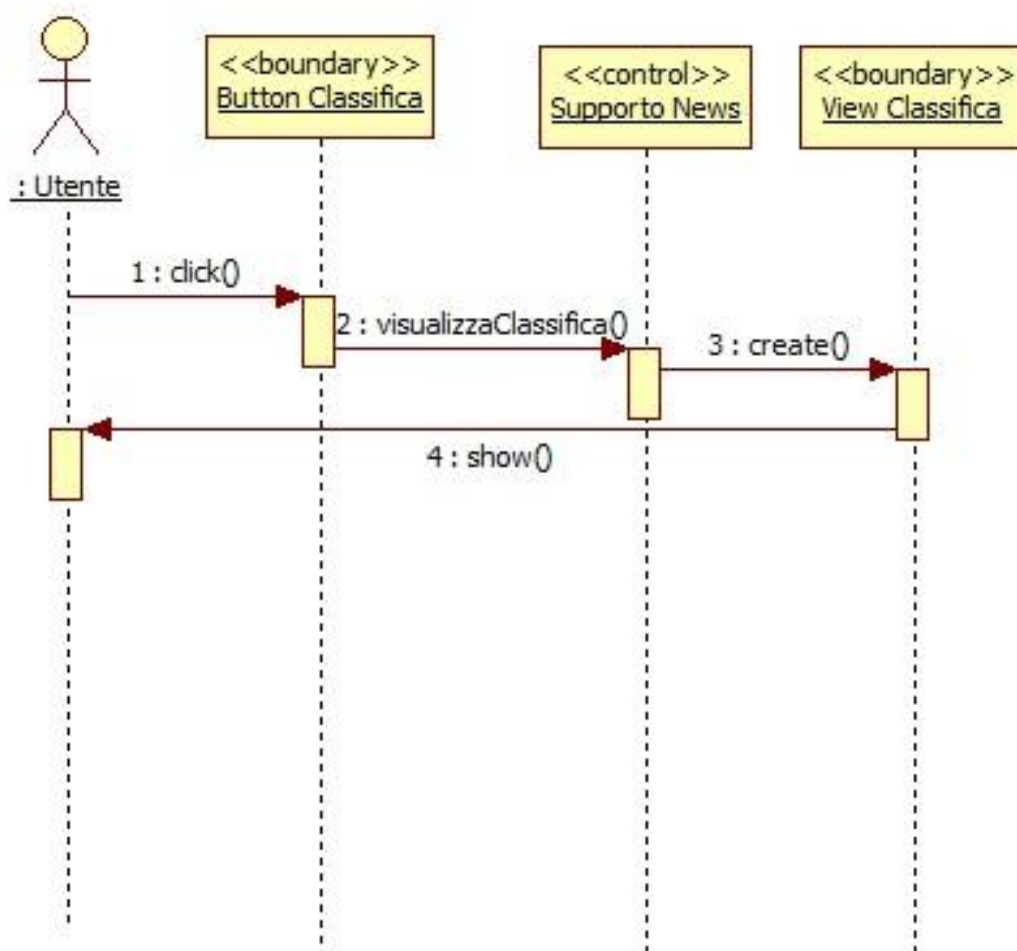 <<boundary>>
Button Classifica
<<control>>
Supporto News
<<boundary>>
View Classifica
: Utente
1 : click()
2 : visualizzaClassifica()
3 : create()
4 : show()